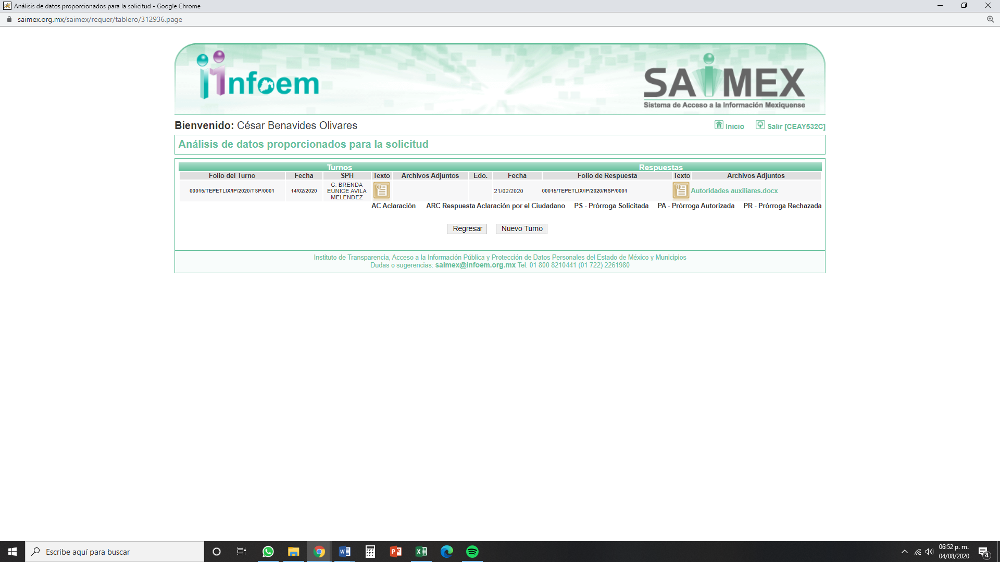 Análisis de datos proporcionados para la solicitud - Google Chrome
saimex.org.mx/saimex/requer/tablero/312936.page
infoem
SAIMEX
Sistema de Acceso a la Información Mexiquense
Bienvenido: César Benavides Olivares
Inicio Salir [CEAY532C]
Análisis de datos proporcionados para la solicitud
Turnos Respuestas
Folio del Turno Fecha SPH Texto Archivos Adjuntos Edo. Fecha Folio de Respuesta Texto Archivos Adjuntos
00015/TEPETLIX/IP/2020/TSP/0001 14/02/2020 C. BRENDA
EUNICE AVILA
MELENDEZ
21/02/2020 00015/TEPETLIX/IP/2020/RSP/0001 Autoridades auxiliares.docx
AC Aclaración ARC Respuesta Aclaración por el Ciudadano PS - Prórroga Solicitada PA - Prórroga Autorizada PR - Prórroga Rechazada
Regresar Nuevo Turno
Instituto de Transparencia, Acceso a la Información Pública y Protección de Datos Personales del Estado de México y Municipios
Dudas o sugerencias: saimex@infoem.org.mx Tel. 01 800 8210441 (01 722) 2261980
Escribe aquí para buscar
06:52 p. m.
04/08/2020
4